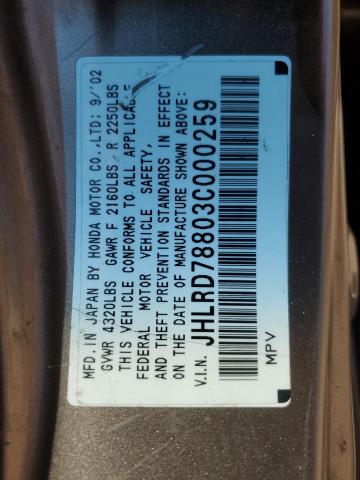 MFD. IN JAPAN BY HONDA MOTOR CO., LTD: 9/'02
GVWR 4320LBS GAWR F 2160LBS R 2250LBS
THIS VEHICLE CONFORMS TO ALL APPLICABLE
FEDERAL MOTOR VEHICLE SAFETY,
AND THEFT PREVENTION STANDARDS IN EFFECT
ON THE DATE OF MANUFACTURE SHOWN ABOVE:
V.I.N. JHLRD78803C000259
MPV